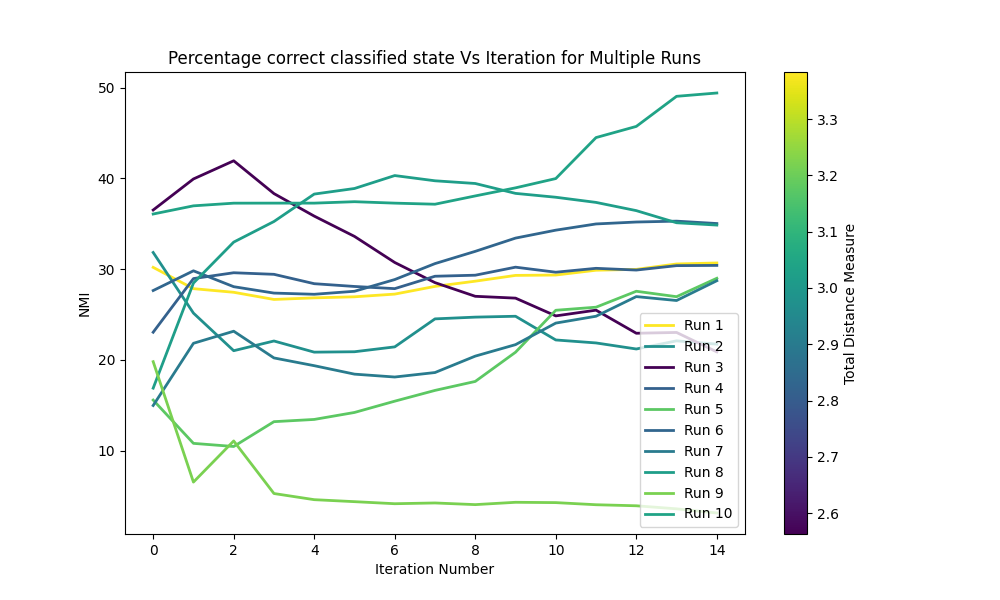 Percentage correct classified state Vs Iteration for Multiple Runs
NMI
50
40
30
20
10
0 2 4 6 8 10 12 14
Iteration Number
Run 1
Run 2
Run 3
Run 4
Run 5
Run 6
Run 7
Run 8
Run 9
Run 10
3.3
3.2
3.1
3.0
2.9
2.8
2.7
2.6
Total Distance Measure